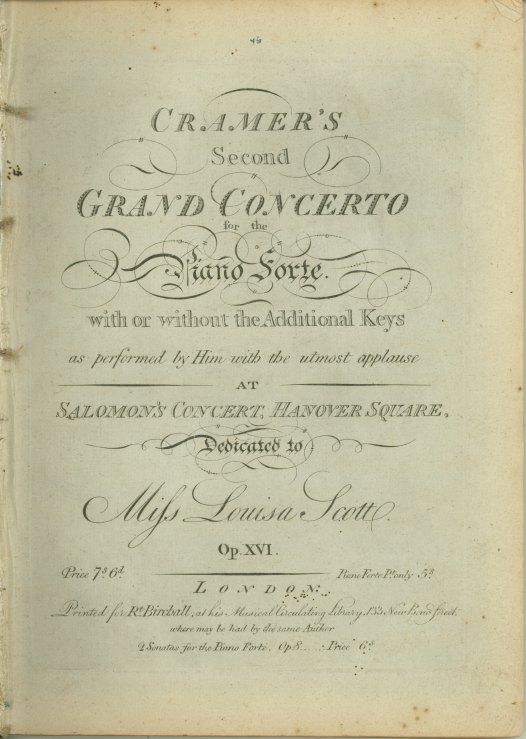 CRAMER'S
Second
GRAND CONCERTO
for the
Piano Forte.
with or without the Additional Keys
as performed by Him with the utmost applause
AT
SALOMON'S CONCERT, HANOVER SQUARE,
Dedicated to
Miſs Louisa Scott.
Op. XVI.
Price 7s 6d.
Piano Forte Pt. only 5s
LONDON
Printed for Rt. Birchall, at his Musical Circulating Library, 133, New Bond Street.
where may be had by the same Author
2 Sonatas for the Piano Forte, Op 8..... Price 6s